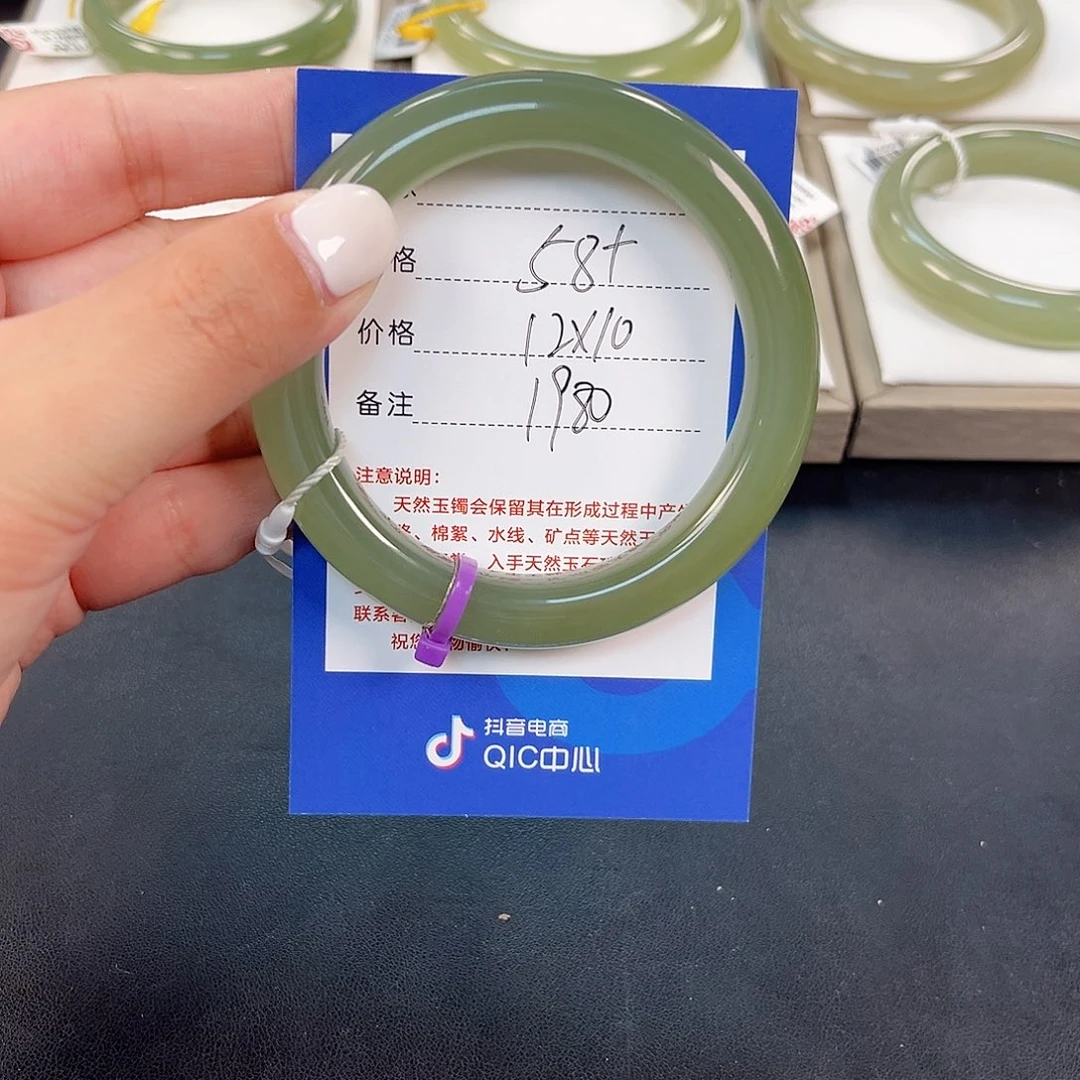 格 58+
价格 12X10
备注 1980
注意说明:
天然玉镯会保留其在形成过程中产
、棉絮、水线、矿点等天然玉
入手天然玉石
联系
祝您
抖音电商
QIC中心